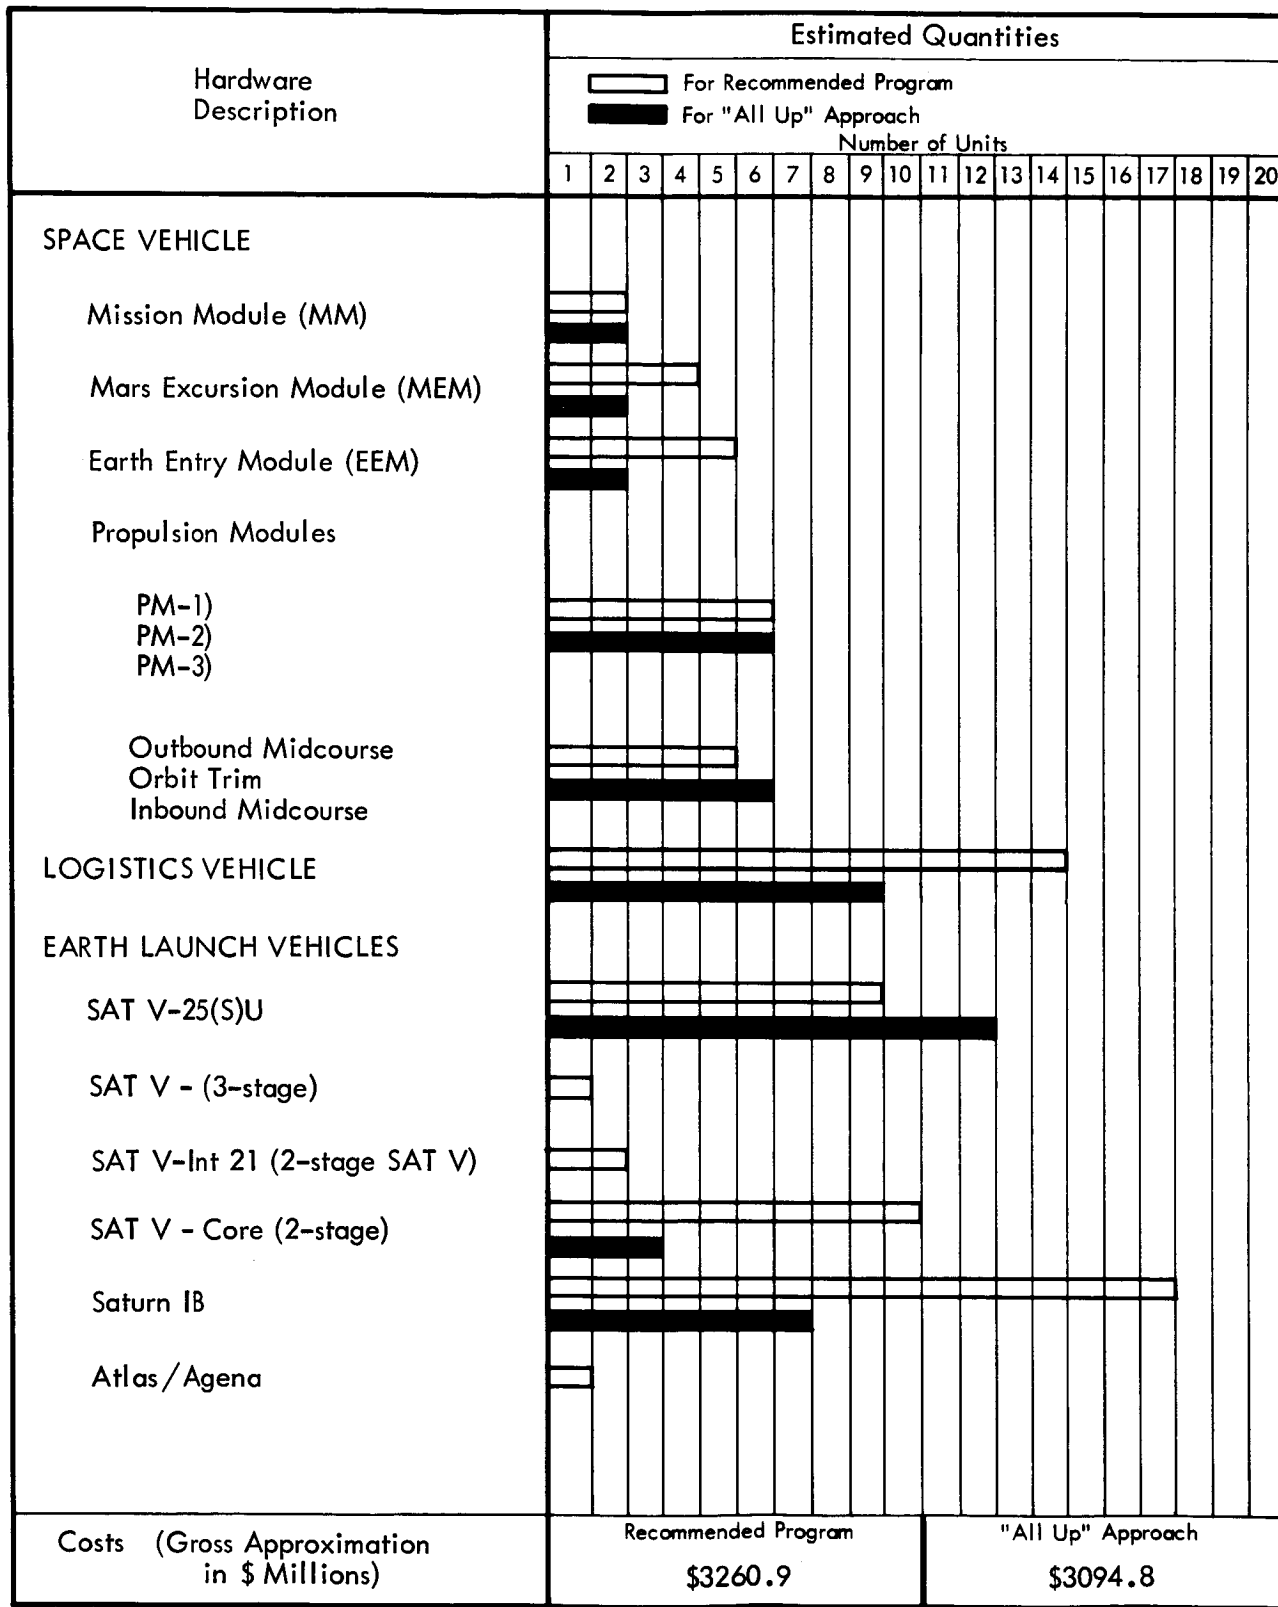 Hardware
Description
Estimated Quantities
For Recommended Program
For "All Up" Approach
Number of Units
1 2 3 4 5 6 7 8 9 10 11 12 13 14 15 16 17 18 19 20
SPACE VEHICLE
Mission Module (MM)
Mars Excursion Module (MEM)
Earth Entry Module (EEM)
Propulsion Modules
PM-1)
PM-2)
PM-3)
Outbound Midcourse
Orbit Trim
Inbound Midcourse
LOGISTICS VEHICLE
EARTH LAUNCH VEHICLES
SAT V-25(S)U
SAT V - (3-stage)
SAT V-Int 21 (2-stage SAT V)
SAT V - Core (2-stage)
Saturn IB
Atlas/Agena
Costs (Gross Approximation
in $ Millions)
Recommended Program
$3260.9
"All Up" Approach
$3094.8